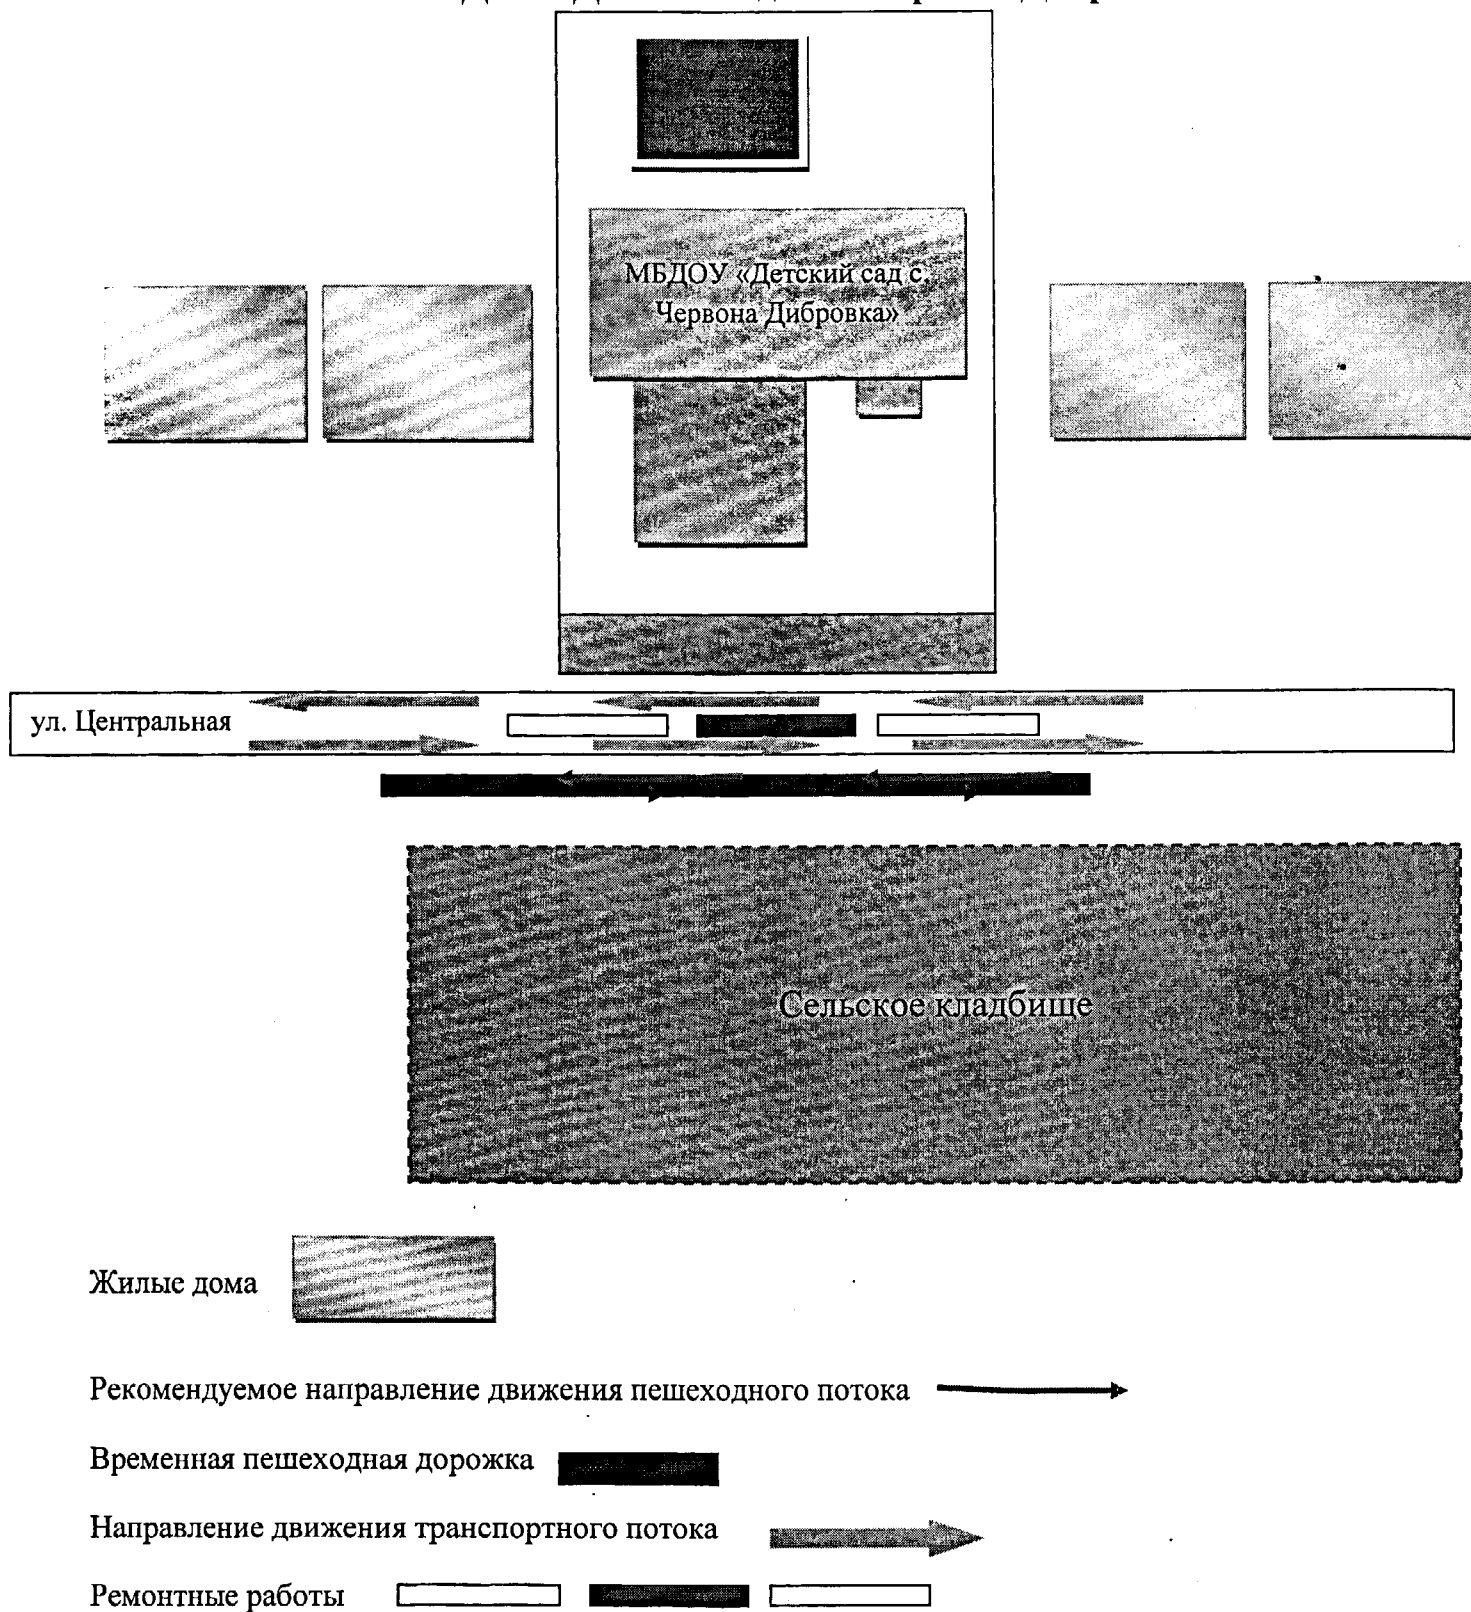 МБДОУ «Детский сад с.
Червона Дибровка»
ул. Центральная
Сельское кладбище
Жилые дома
Рекомендуемое направление движения пешеходного потока
Временная пешеходная дорожка
Направление движения транспортного потока
Ремонтные работы